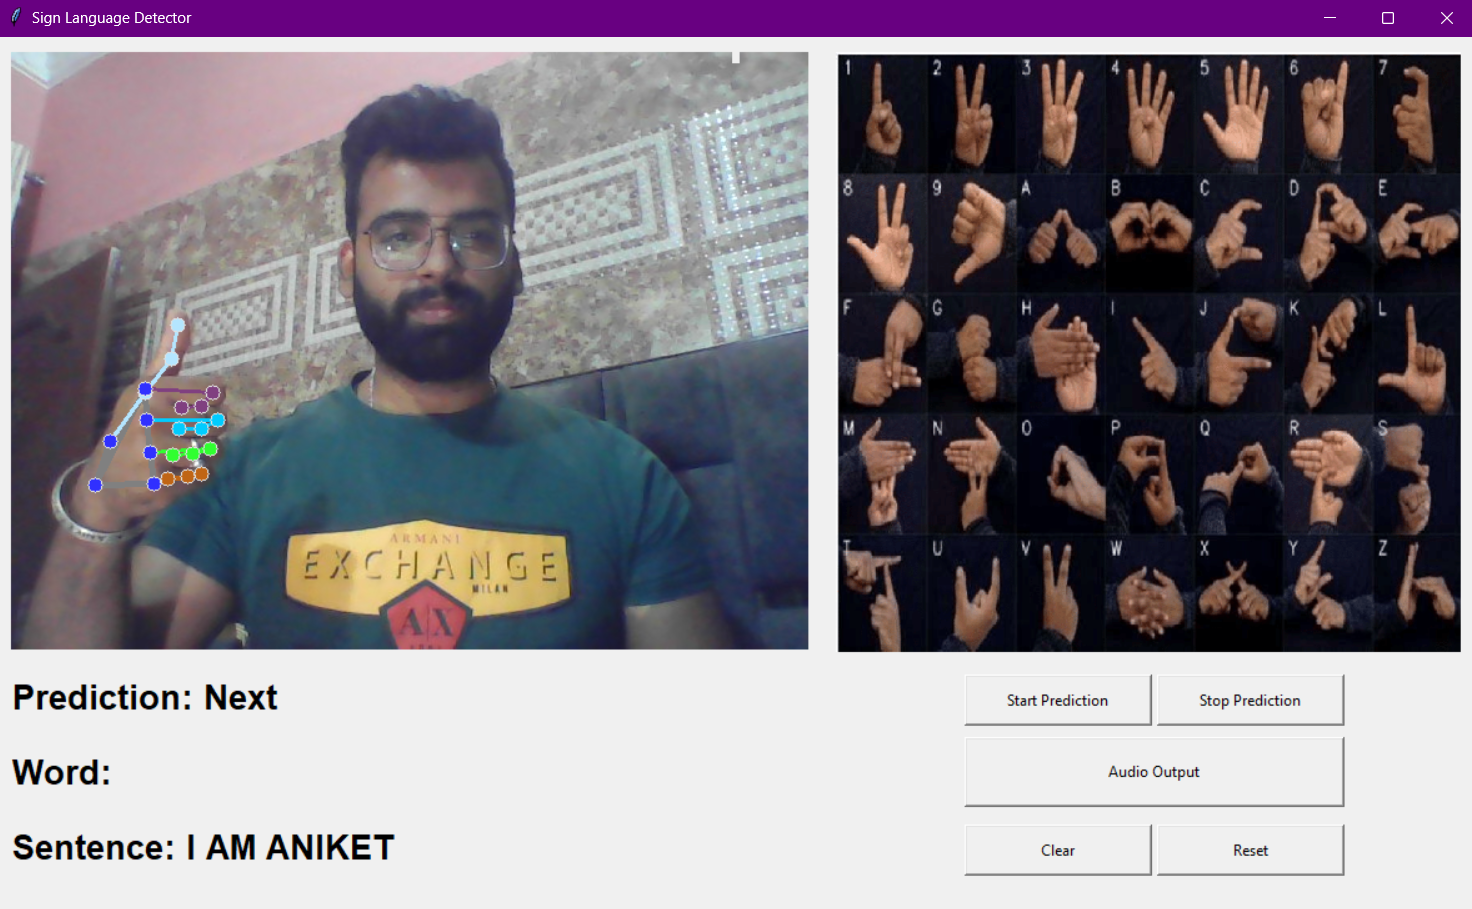 Sign Language Detector
1 2 3 4 5 6 7
8 9 A B C D E
F G H I J K L
M N O P Q R S
T U V W X Y Z
ARMANI
EXCHANGE
MILAN
A|X
Prediction: Next
Word:
Sentence: I AM ANIKET
Start Prediction
Stop Prediction
Audio Output
Clear
Reset